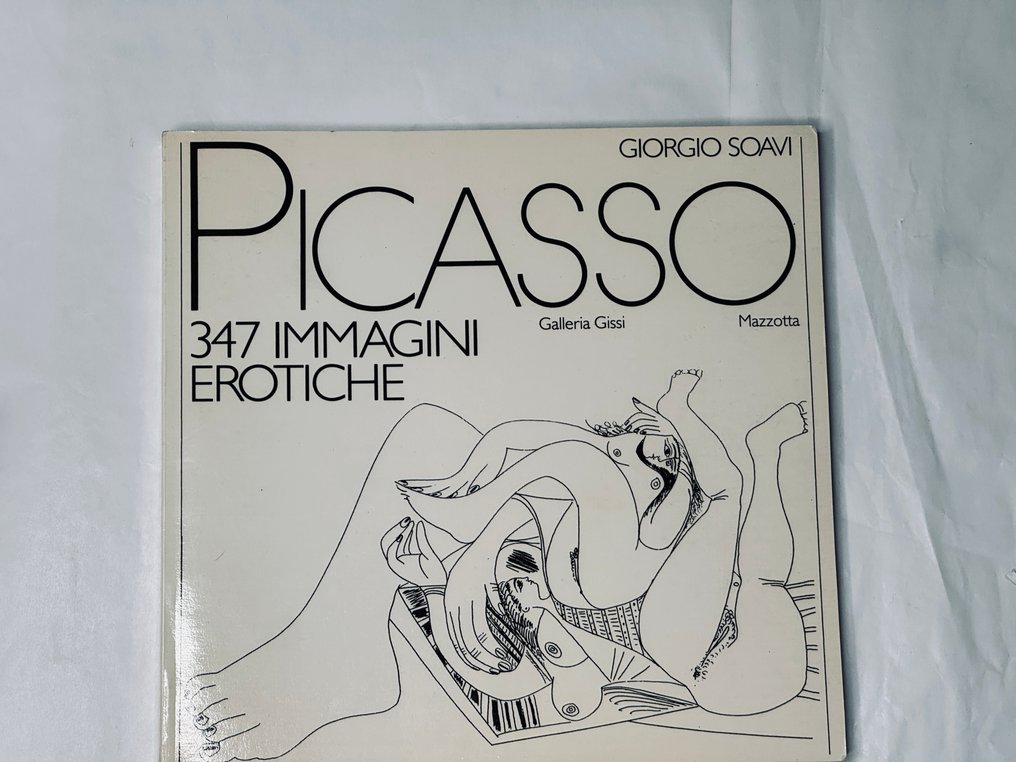 GIORGIO SOAVI
PICASSO
Galleria Gissi
Mazzotta
347 IMMAGINI
EROTICHE